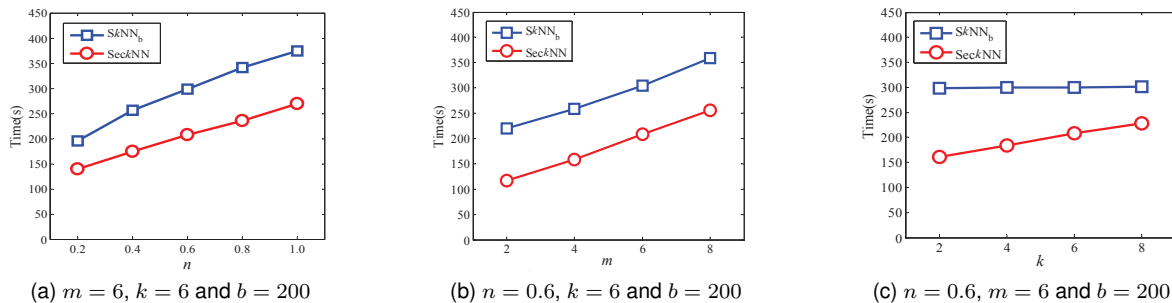 450
400
350
300
250
200
150
100
50
0
Time(s)
SkNN_b
SeckNN
0.2 0.4 0.6 0.8 1.0
n
(a) m = 6, k = 6 and b = 200
450
400
350
300
250
200
150
100
50
0
Time(s)
SkNN_b
SeckNN
2 4 6 8
m
(b) n = 0.6, k = 6 and b = 200
450
400
350
300
250
200
150
100
50
0
Time(s)
SkNN_b
SeckNN
2 4 6 8
k
(c) n = 0.6, m = 6 and b = 200